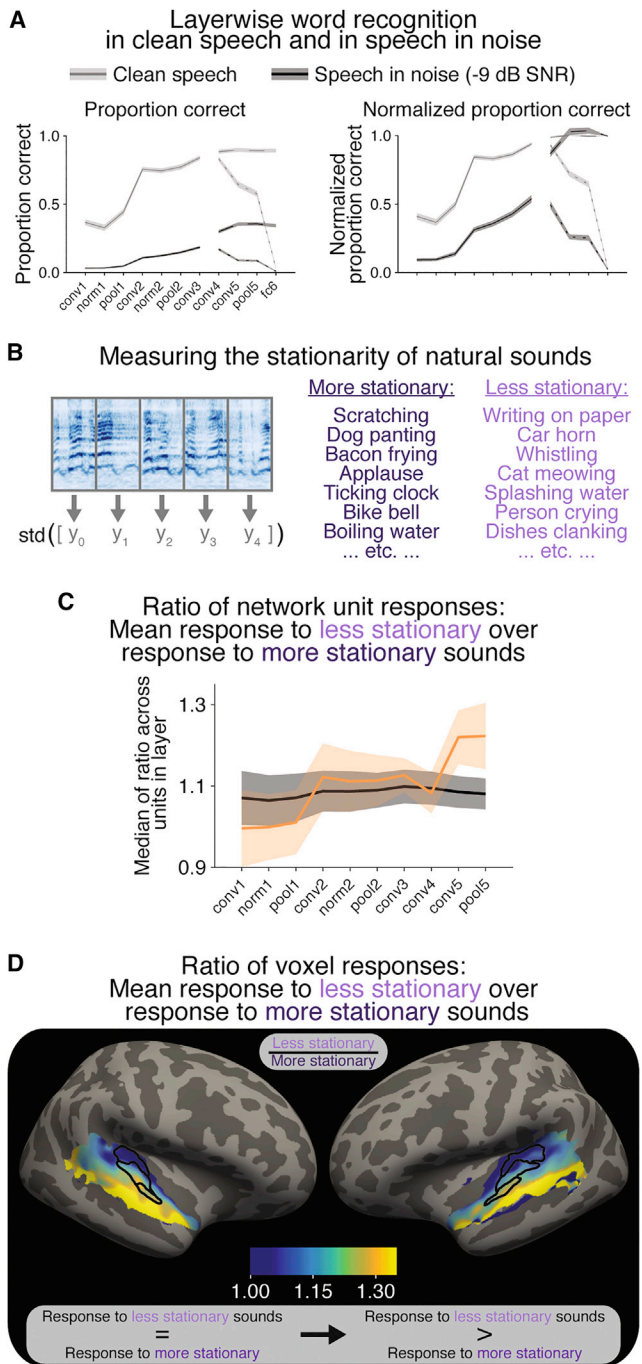 A
Layerwise word recognition
in clean speech and in speech in noise
Clean speech
Speech in noise (-9 dB SNR)
Proportion correct
Normalized proportion correct
Proportion correct
1.0
0.5
0.0
conv1
norm1
pool1
conv2
norm2
pool2
conv3
conv4
conv5
pool5
fc6
Normalized
proportion correct
1.0
0.5
0.0
B
Measuring the stationarity of natural sounds
std([ y0 y1 y2 y3 y4 ])
More stationary:
Scratching
Dog panting
Bacon frying
Applause
Ticking clock
Bike bell
Boiling water
... etc. ...
Less stationary:
Writing on paper
Car horn
Whistling
Cat meowing
Splashing water
Person crying
Dishes clanking
... etc. ...
C
Ratio of network unit responses:
Mean response to less stationary over
response to more stationary sounds
Median of ratio across
units in layer
1.3
1.1
0.9
conv1
norm1
pool1
conv2
norm2
pool2
conv3
conv4
conv5
pool5
D
Ratio of voxel responses:
Mean response to less stationary over
response to more stationary sounds
Less stationary
More stationary
1.00 1.15 1.30
Response to less stationary sounds
=
Response to more stationary
Response to less stationary sounds
>
Response to more stationary